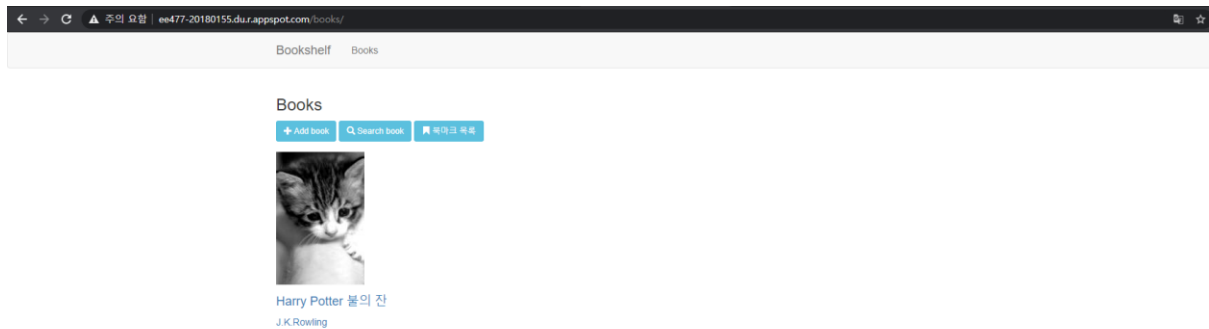 주의 요함 ee477-20180155.du.r.appspot.com/books/
Bookshelf Books
Books
Add book Search book 북마크 목록
Harry Potter 불의 잔
J.K.Rowling